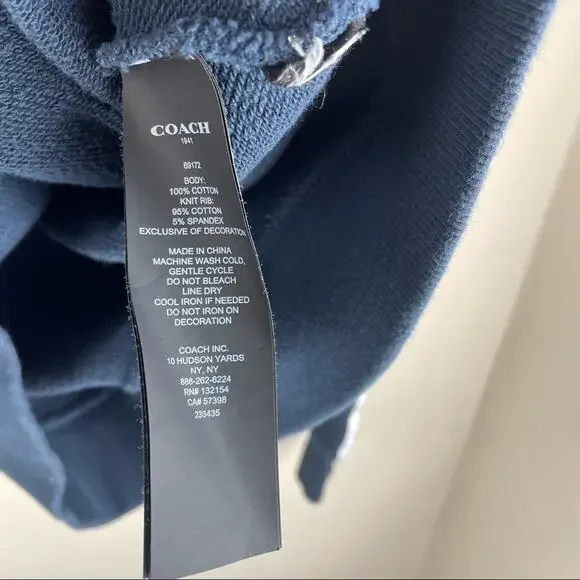 COACH
1941
69172
BODY:
100% COTTON
KNIT RIB:
95% COTTON
5% SPANDEX
EXCLUSIVE OF DECORATION
MADE IN CHINA
MACHINE WASH COLD,
GENTLE CYCLE
DO NOT BLEACH
LINE DRY
COOL IRON IF NEEDED
DO NOT IRON ON
DECORATION
COACH INC.
10 HUDSON YARDS
NY, NY
888-262-6224
RN# 132154
CA# 57398
233435